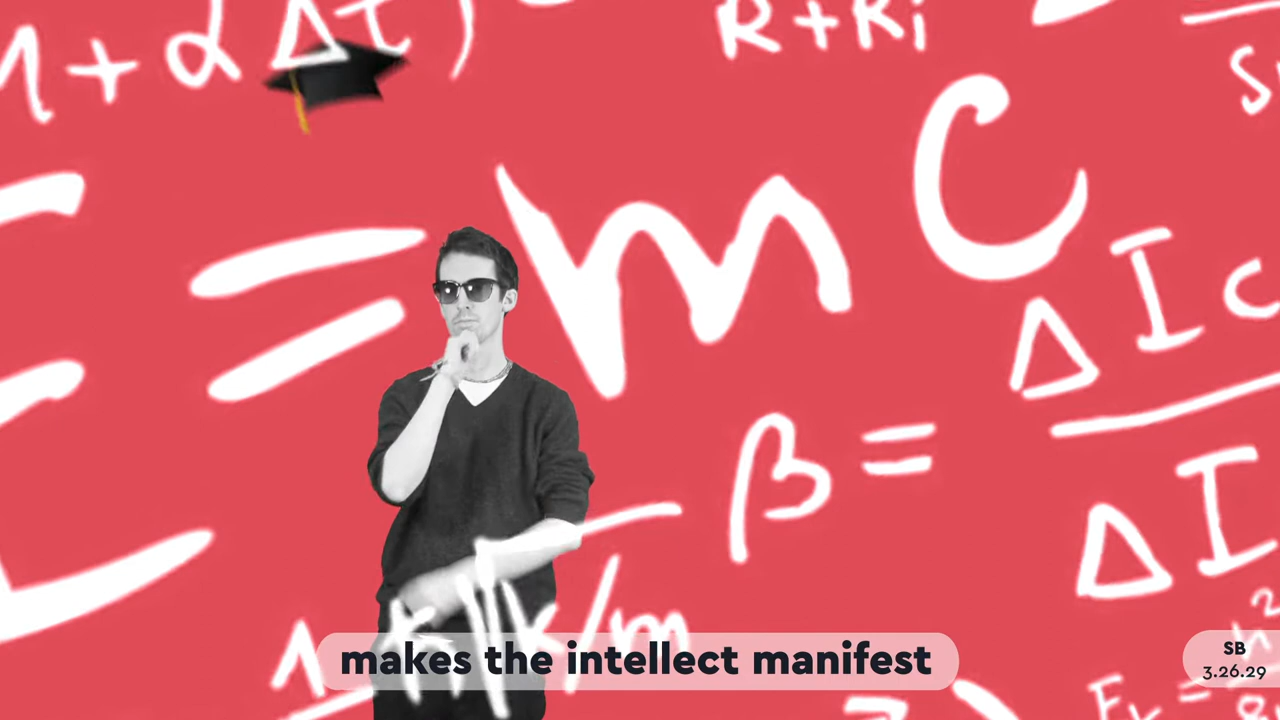 1+αΔt)
R+Ri
E = mC
ΔIc
β =
ΔI
makes the intellect manifest
SB
3.26.29